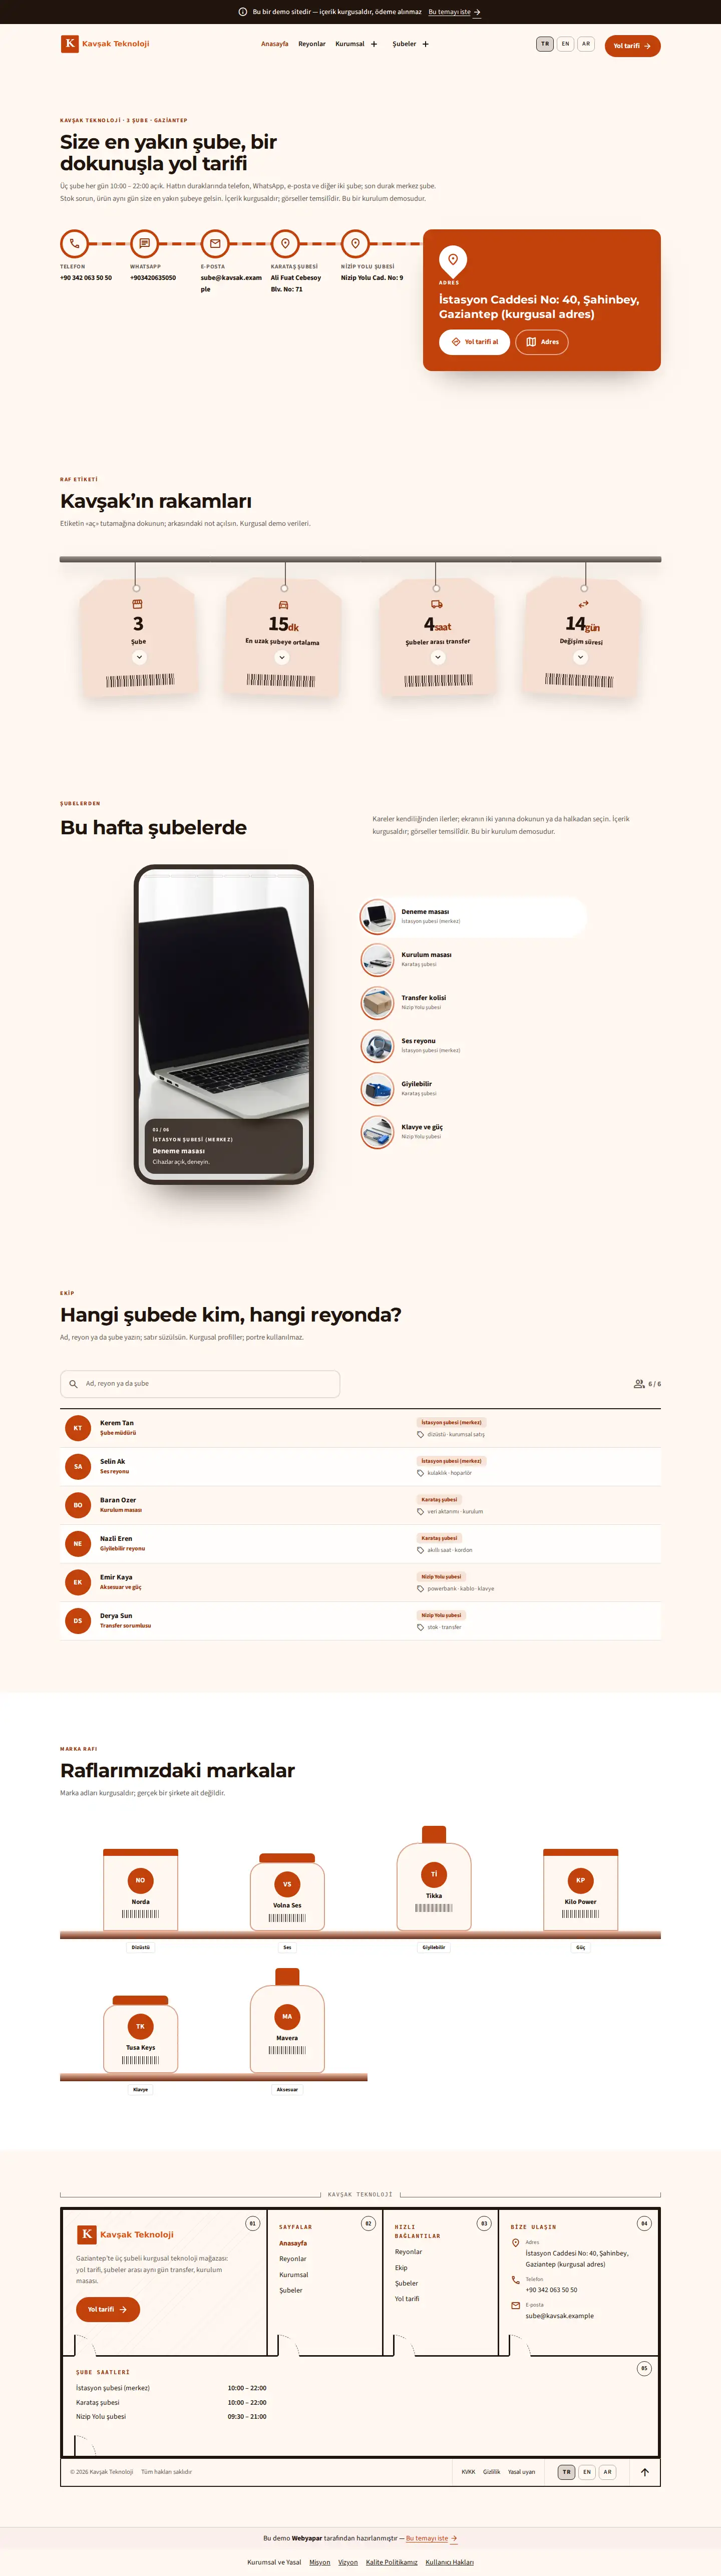 Bu bir demo sitedir — içerik kurgusaldır, ödeme alınmaz Bu temayı iste →
K Kavşak Teknoloji
Anasayfa Reyonlar Kurumsal + Şubeler +
TR EN AR
Yol tarifi →
KAVŞAK TEKNOLOJİ · 3 ŞUBE · GAZİANTEP
Size en yakın şube, bir
dokunuşla yol tarifi
Üç şube her gün 10:00 – 22:00 açık. Hattın duraklarında telefon, WhatsApp, e-posta ve diğer iki şube; son durak merkez şube.
Stok sorun, ürün aynı gün size en yakın şubeye gelsin. İçerik kurgusaldır; görseller temsilîdir. Bu bir kurulum demosudur.
TELEFON
+90 342 063 50 50
WHATSAPP
+903420635050
E-POSTA
sube@kavsak.exam
ple
KARATAŞ ŞUBESİ
Ali Fuat Cebesoy
Blv. No: 71
NİZİP YOLU ŞUBESİ
Nizip Yolu Cad. No: 9
ADRES
İstasyon Caddesi No: 40, Şahinbey,
Gaziantep (kurgusal adres)
Yol tarifi al
Adres
RAF ETİKETİ
Kavşak’ın rakamları
Etiketin «aç» tutamağına dokunun; arkasındaki not açılsın. Kurgusal demo verileri.
3
Şube
15dk
En uzak şubeye ortalama
4saat
Şubeler arası transfer
14gün
Değişim süresi
ŞUBELERDEN
Bu hafta şubelerde
Kareler kendiliğinden ilerler; ekranın iki yanına dokunun ya da halkadan seçin. İçerik
kurgusaldır; görseller temsilîdir. Bu bir kurulum demosudur.
01 / 06
İSTASYON ŞUBESİ (MERKEZ)
Deneme masası
Cihazlar açık, deneyin.
Deneme masası
İstasyon şubesi (merkez)
Kurulum masası
Karataş şubesi
Transfer kolisi
Nizip Yolu şubesi
Ses reyonu
İstasyon şubesi (merkez)
Giyilebilir
Karataş şubesi
Klavye ve güç
Nizip Yolu şubesi
EKİP
Hangi şubede kim, hangi reyonda?
Ad, reyon ya da şube yazın; satır süzülsün. Kurgusal profiller; portre kullanılmaz.
Ad, reyon ya da şube
6 / 6
KT
Kerem Tan
Şube müdürü
İstasyon şubesi (merkez)
dizüstü · kurumsal satış
SA
Selin Ak
Ses reyonu
İstasyon şubesi (merkez)
kulaklık · hoparlör
BO
Baran Ozer
Kurulum masası
Karataş şubesi
veri aktarımı · kurulum
NE
Nazli Eren
Giyilebilir reyonu
Karataş şubesi
akıllı saat · kordon
EK
Emir Kaya
Aksesuar ve güç
Nizip Yolu şubesi
powerbank · kablo · klavye
DS
Derya Sun
Transfer sorumlusu
Nizip Yolu şubesi
stok · transfer
MARKA RAFI
Raflarımızdaki markalar
Marka adları kurgusaldır; gerçek bir şirkete ait değildir.
NO
Norda
Dizüstü
VS
Volna Ses
Ses
Tİ
Tikka
Giyilebilir
KP
Kilo Power
Güç
TK
Tusa Keys
Klavye
MA
Mavera
Aksesuar
KAVŞAK TEKNOLOJİ
01
K Kavşak Teknoloji
Gaziantep’te üç şubeli kurgusal teknoloji mağazası:
yol tarifi, şubeler arası aynı gün transfer, kurulum
masası.
Yol tarifi →
02
SAYFALAR
Anasayfa
Reyonlar
Kurumsal
Şubeler
03
HIZLI
BAĞLANTILAR
Reyonlar
Ekip
Şubeler
Yol tarifi
04
BİZE ULAŞIN
Adres
İstasyon Caddesi No: 40, Şahinbey,
Gaziantep (kurgusal adres)
Telefon
+90 342 063 50 50
E-posta
sube@kavsak.example
05
ŞUBE SAATLERİ
İstasyon şubesi (merkez) 10:00 – 22:00
Karataş şubesi 10:00 – 22:00
Nizip Yolu şubesi 09:30 – 21:00
© 2026 Kavşak Teknoloji Tüm hakları saklıdır
KVKK Gizlilik Yasal uyarı
TR EN AR
Bu demo Webyapar tarafından hazırlanmıştır — Bu temayı iste →
Kurumsal ve Yasal Misyon Vizyon Kalite Politikamız Kullanıcı Hakları